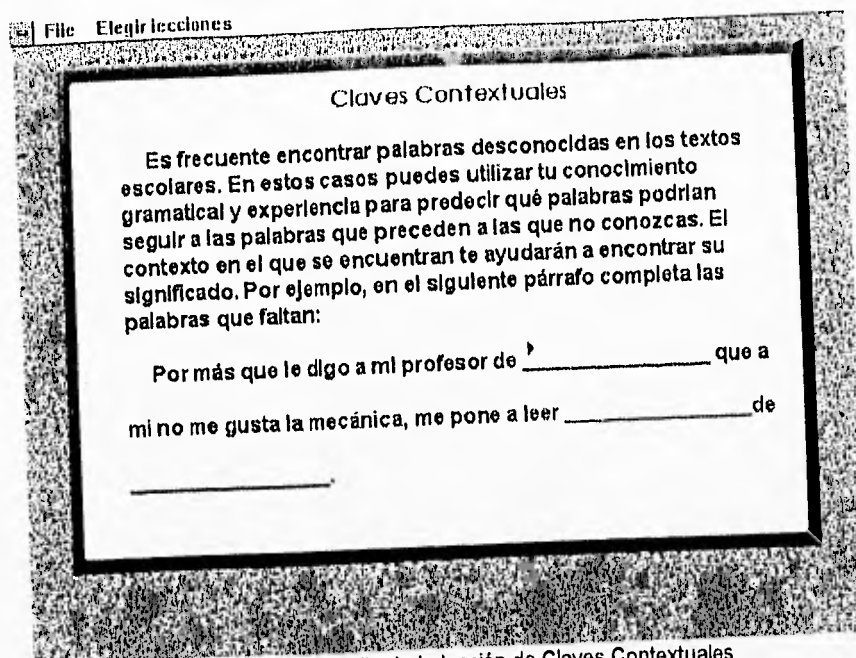 File Elegir lecciones
Claves Contextuales
Es frecuente encontrar palabras desconocidas en los textos
escolares. En estos casos puedes utilizar tu conocimiento
gramatical y experiencia para predecir qué palabras podrían
seguir a las palabras que preceden a las que no conozcas. El
contexto en el que se encuentran te ayudarán a encontrar su
significado. Por ejemplo, en el siguiente párrafo completa las
palabras que faltan:
Por más que le digo a mi profesor de ____________ que a
mi no me gusta la mecánica, me pone a leer ____________ de
____________.
de Claves Contextuales